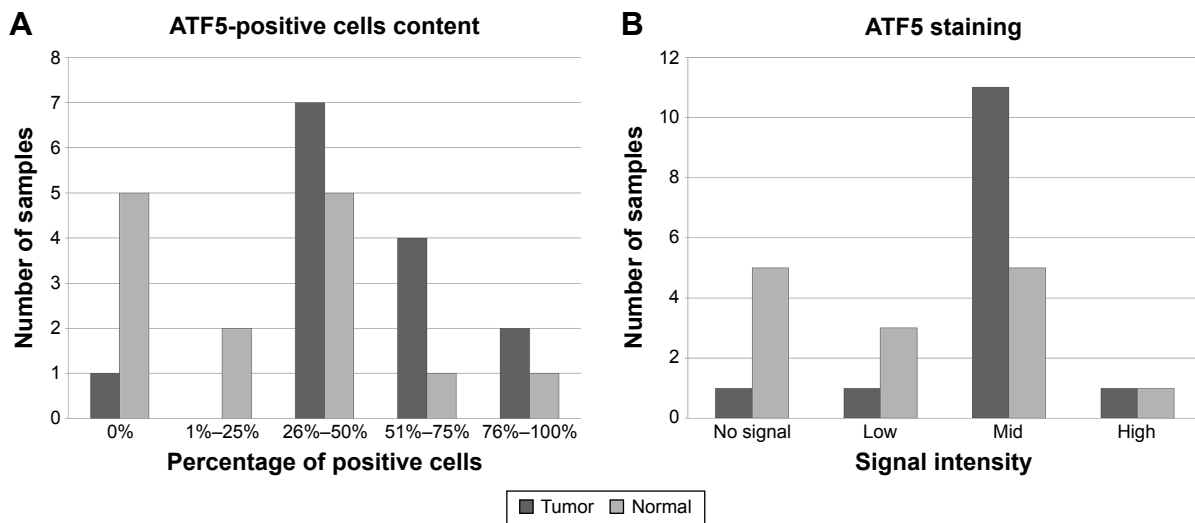 A
ATF5-positive cells content
Number of samples
8
7
6
5
4
3
2
1
0
0%
1%–25%
26%–50%
51%–75%
76%–100%
Percentage of positive cells
B
ATF5 staining
Number of samples
12
10
8
6
4
2
0
No signal
Low
Mid
High
Signal intensity
Tumor
Normal